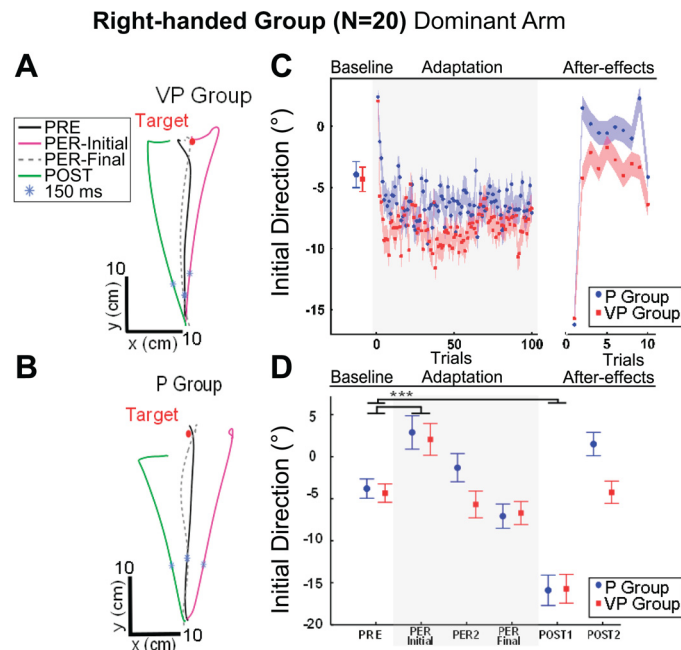 Right-handed Group (N=20) Dominant Arm
A
VP Group
PRE
PER-Initial
PER-Final
POST
150 ms
Target
10
y (cm)
x (cm)
10
B
P Group
Target
10
y (cm)
x (cm)
10
C
Baseline Adaptation After-effects
Initial Direction (°)
0
-5
-10
-15
0 50 100
Trials
0 5 10
Trials
P Group
VP Group
D
Baseline Adaptation After-effects
***
Initial Direction (°)
5
0
-5
-10
-15
-20
PRE
PER Initial
PER2
PER Final
POST1
POST2
P Group
VP Group